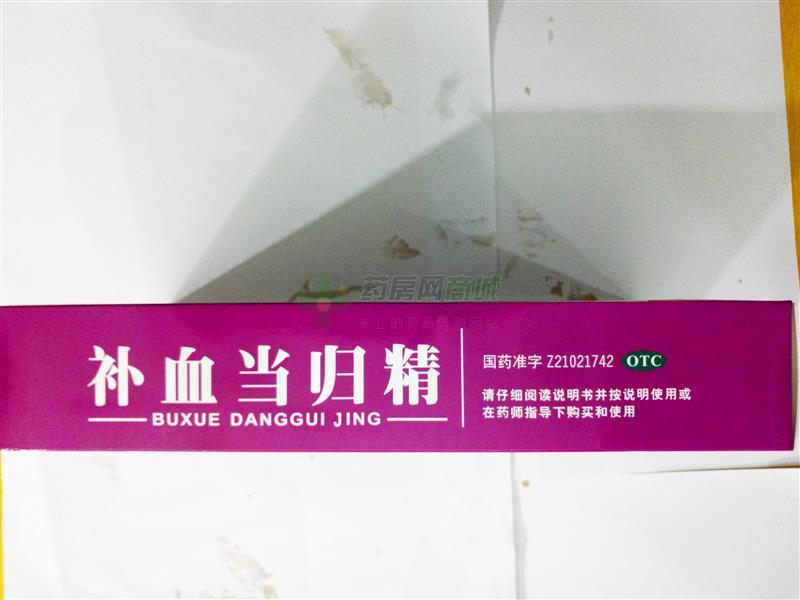 药房网商城
专业的药品导购网站
补血当归精
BUXUE DANGGUI JING
国药准字 Z21021742 OTC
请仔细阅读说明书并按说明使用或
在药师指导下购买和使用